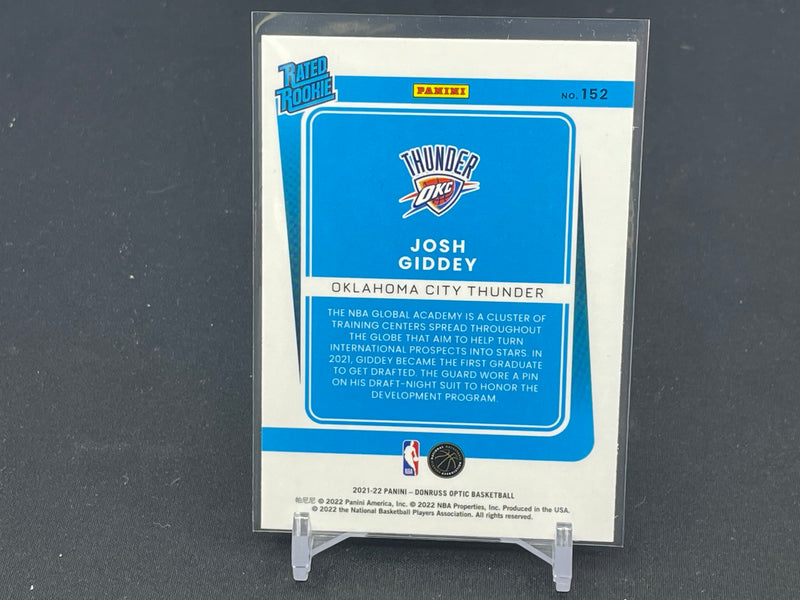 RATED
ROOKIE
PANINI
NO. 152
THUNDER
OKC
JOSH
GIDDEY
OKLAHOMA CITY THUNDER
THE NBA GLOBAL ACADEMY IS A CLUSTER OF
TRAINING CENTERS SPREAD THROUGHOUT
THE GLOBE THAT AIM TO HELP TURN
INTERNATIONAL PROSPECTS INTO STARS. IN
2021, GIDDEY BECAME THE FIRST GRADUATE
TO GET DRAFTED. THE GUARD WORE A PIN
ON HIS DRAFT-NIGHT SUIT TO HONOR THE
DEVELOPMENT PROGRAM.
NBA
2021-22 PANINI – DONRUSS OPTIC BASKETBALL
帕尼尼 © 2022 Panini America, Inc. © 2022 NBA Properties, Inc. Produced in the USA.
© 2022 the National Basketball Players Association. All rights reserved.